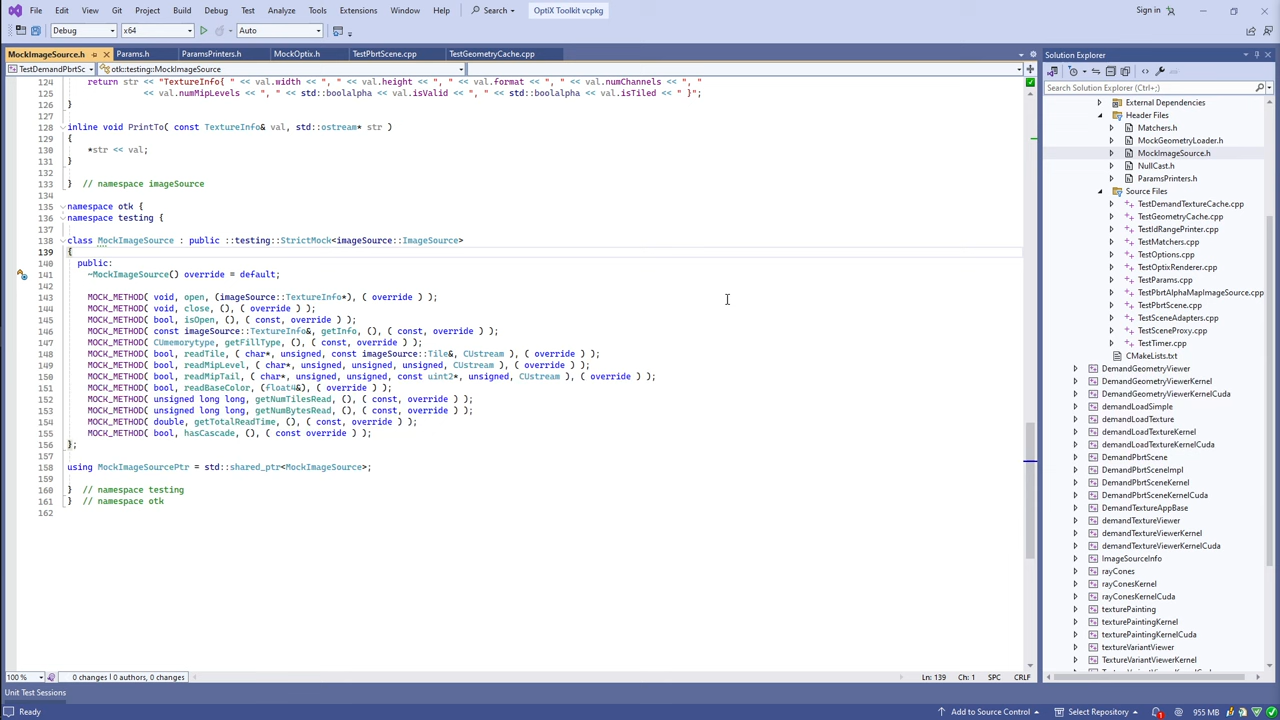 File Edit View Git Project Build Debug Test Analyze Tools Extensions Window Help Search OptiX Toolkit vcpkg Sign in
Debug x64 Auto
MockImageSource.h Params.h ParamsPrinters.h MockOptix.h TestPbrtScene.cpp TestGeometryCache.cpp
TestDemandPbrtSc otk::testing::MockImageSource
124 return str << "TextureInfo{ " << val.width << ", " << val.height << ", " << val.format << ", " << val.numChannels << ", "
125 << val.numMipLevels << ", " << std::boolalpha << val.isValid << ", " << std::boolalpha << val.isTiled << " }";
126 }
127
128 inline void PrintTo( const TextureInfo& val, std::ostream* str )
129 {
130 *str << val;
131 }
132
133 } // namespace imageSource
134
135 namespace otk {
136 namespace testing {
137
138 class MockImageSource : public ::testing::StrictMock<imageSource::ImageSource>
139 {
140 public:
141 ~MockImageSource() override = default;
142
143 MOCK_METHOD( void, open, (imageSource::TextureInfo*), ( override ) );
144 MOCK_METHOD( void, close, (), ( override ) );
145 MOCK_METHOD( bool, isOpen, (), ( const, override ) );
146 MOCK_METHOD( const imageSource::TextureInfo&, getInfo, (), ( const, override ) );
147 MOCK_METHOD( CUmemorytype, getFillType, (), ( const, override ) );
148 MOCK_METHOD( bool, readTile, ( char*, unsigned, const imageSource::Tile&, CUstream ), ( override ) );
149 MOCK_METHOD( bool, readMipLevel, ( char*, unsigned, unsigned, unsigned, CUstream ), ( override ) );
150 MOCK_METHOD( bool, readMipTail, ( char*, unsigned, unsigned, const uint2*, unsigned, CUstream ), ( override ) );
151 MOCK_METHOD( bool, readBaseColor, (float4&), ( override ) );
152 MOCK_METHOD( unsigned long long, getNumTilesRead, (), ( const, override ) );
153 MOCK_METHOD( unsigned long long, getNumBytesRead, (), ( const, override ) );
154 MOCK_METHOD( double, getTotalReadTime, (), ( const, override ) );
155 MOCK_METHOD( bool, hasCascade, (), ( const override ) );
156 };
157
158 using MockImageSourcePtr = std::shared_ptr<MockImageSource>;
159
160 } // namespace testing
161 } // namespace otk
162
100 % 0 changes | 0 authors, 0 changes Ln: 139 Ch: 1 SPC CRLF
Unit Test Sessions
Ready Add to Source Control Select Repository 955 MB
Solution Explorer
Search Solution Explorer (Ctrl+;)
External Dependencies
Header Files
Matchers.h
MockGeometryLoader.h
MockImageSource.h
NullCast.h
ParamsPrinters.h
Source Files
TestDemandTextureCache.cpp
TestGeometryCache.cpp
TestIdRangePrinter.cpp
TestMatchers.cpp
TestOptions.cpp
TestOptixRenderer.cpp
TestParams.cpp
TestPbrtAlphaMapImageSource.cpp
TestPbrtScene.cpp
TestSceneAdapters.cpp
TestSceneProxy.cpp
TestTimer.cpp
CMakeLists.txt
DemandGeometryViewer
DemandGeometryViewerKernel
DemandGeometryViewerKernelCuda
demandLoadSimple
demandLoadTexture
demandLoadTextureKernel
demandLoadTextureKernelCuda
DemandPbrtScene
DemandPbrtSceneImpl
DemandPbrtSceneKernel
DemandPbrtSceneKernelCuda
DemandTextureAppBase
demandTextureViewer
demandTextureViewerKernel
demandTextureViewerKernelCuda
ImageSourceInfo
rayCones
rayConesKernel
rayConesKernelCuda
texturePainting
texturePaintingKernel
texturePaintingKernelCuda
textureViewer
TextureVariantViewerKernel